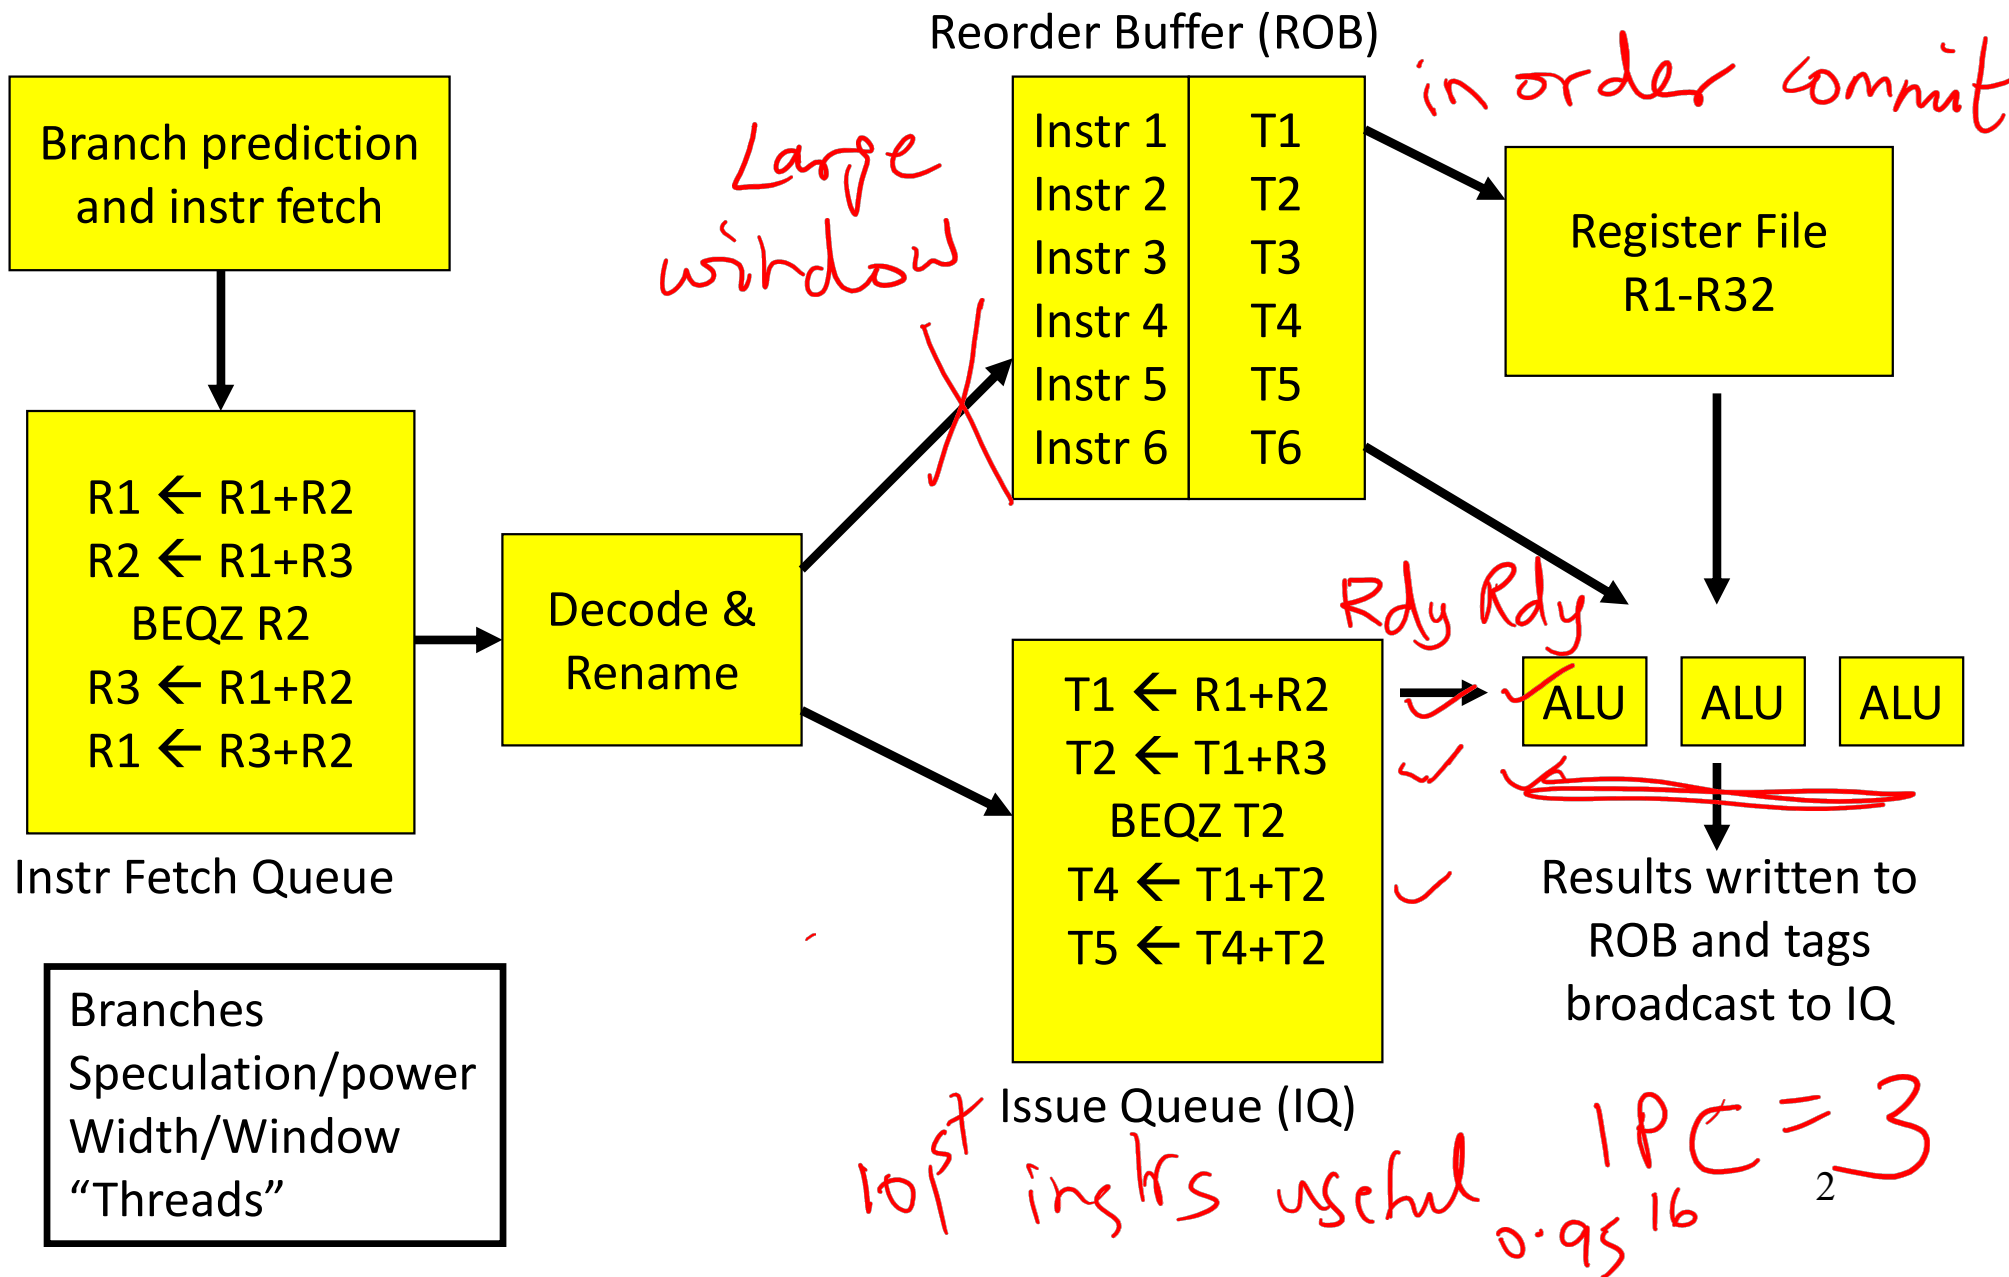 Reorder Buffer (ROB)
in order commit
Branch prediction
and instr fetch
Large
window
Instr 1 T1
Instr 2 T2
Instr 3 T3
Instr 4 T4
Instr 5 T5
Instr 6 T6
Register File
R1-R32
R1 ← R1+R2
R2 ← R1+R3
BEQZ R2
R3 ← R1+R2
R1 ← R3+R2
Instr Fetch Queue
Decode &
Rename
Rdy Rdy
T1 ← R1+R2
T2 ← T1+R3
BEQZ T2
T4 ← T1+T2
T5 ← T4+T2
Issue Queue (IQ)
ALU ALU ALU
Results written to
ROB and tags
broadcast to IQ
Branches
Speculation/power
Width/Window
“Threads”
IPC = 3
101st instrs useful
0.95^16
2